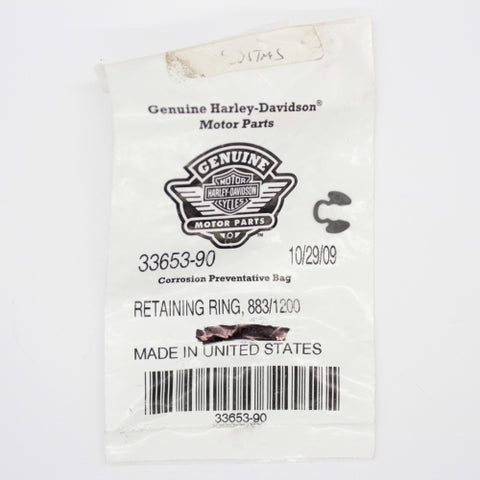 Genuine Harley-Davidson®
Motor Parts
GENUINE
MOTOR
HARLEY-DAVIDSON
CYCLES
MOTOR PARTS
™
33653-90 10/29/09
Corrosion Preventative Bag
RETAINING RING, 883/1200
MADE IN UNITED STATES
33653-90